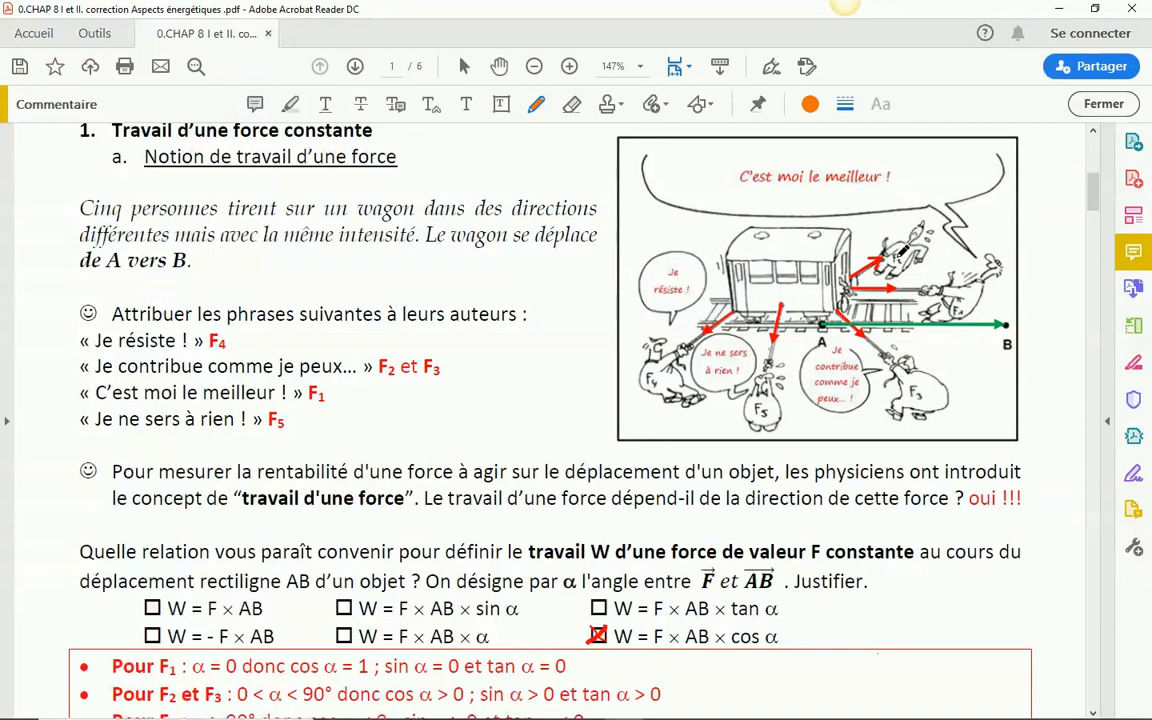 0.CHAP 8 I et II. correction Aspects énergétiques .pdf - Adobe Acrobat Reader DC
Accueil
Outils
0.CHAP 8 I et II. co...
Se connecter
1 / 6
147%
Partager
Commentaire
Aa
Fermer
1. Travail d’une force constante
a. Notion de travail d’une force
Cinq personnes tirent sur un wagon dans des directions
différentes mais avec la même intensité. Le wagon se déplace
de A vers B.
Attribuer les phrases suivantes à leurs auteurs :
« Je résiste ! » F4
« Je contribue comme je peux... » F2 et F3
« C’est moi le meilleur ! » F1
« Je ne sers à rien ! » F5
C’est moi le meilleur !
Je
résiste !
A
B
Je ne sers
à rien !
Je
contribue
comme je
peux... !
F4
F5
F3
Pour mesurer la rentabilité d'une force à agir sur le déplacement d'un objet, les physiciens ont introduit
le concept de “travail d'une force”. Le travail d’une force dépend-il de la direction de cette force ? oui !!!
Quelle relation vous paraît convenir pour définir le travail W d’une force de valeur F constante au cours du
déplacement rectiligne AB d’un objet ? On désigne par α l'angle entre F et AB . Justifier.
W = F × AB
W = F × AB × sin α
W = F × AB × tan α
W = - F × AB
W = F × AB × α
W = F × AB × cos α
• Pour F1 : α = 0 donc cos α = 1 ; sin α = 0 et tan α = 0
• Pour F2 et F3 : 0 < α < 90° donc cos α > 0 ; sin α > 0 et tan α > 0